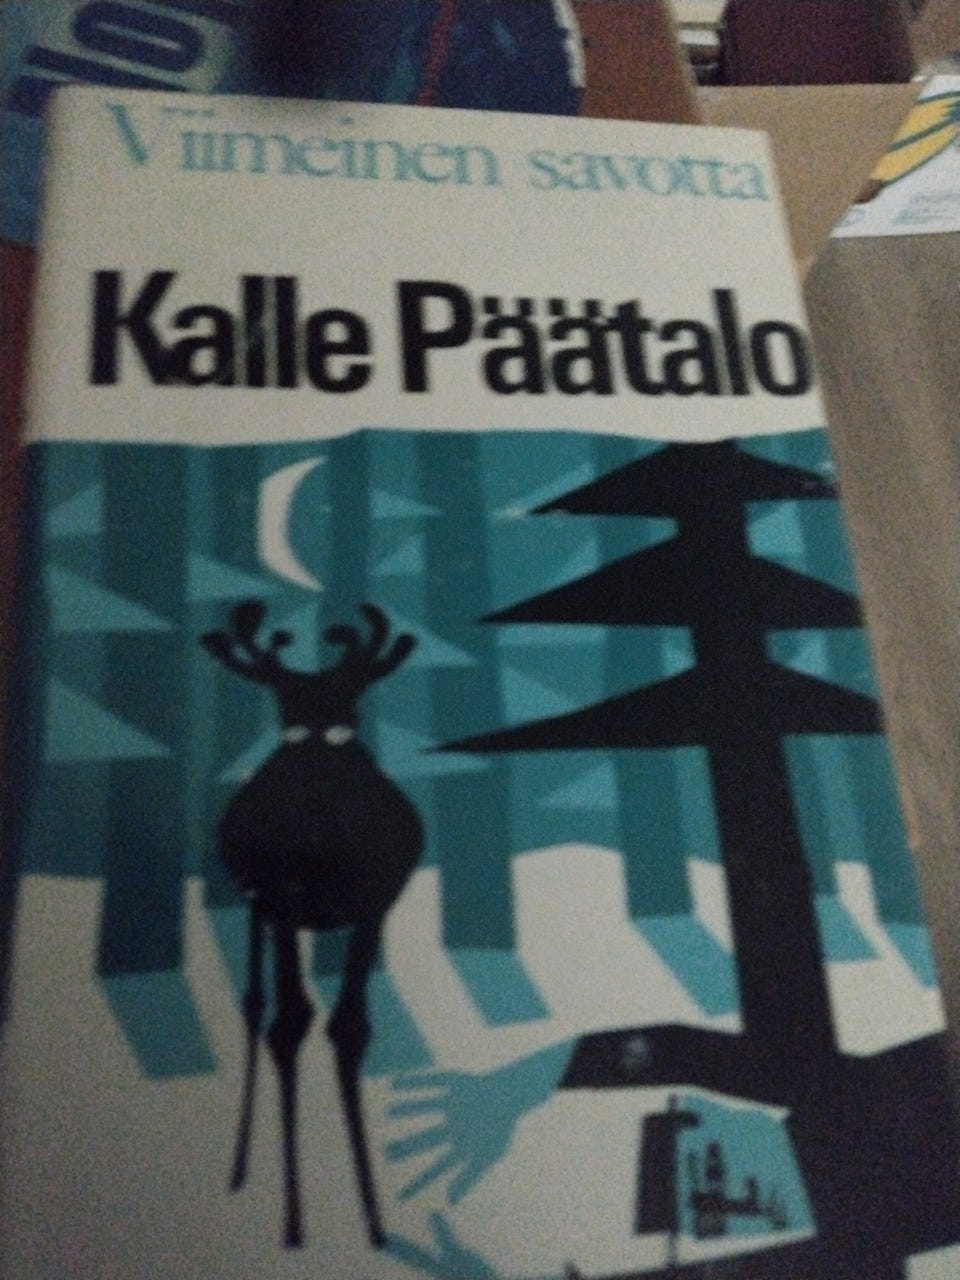 Viimeinen savotta
Kalle Päätalo